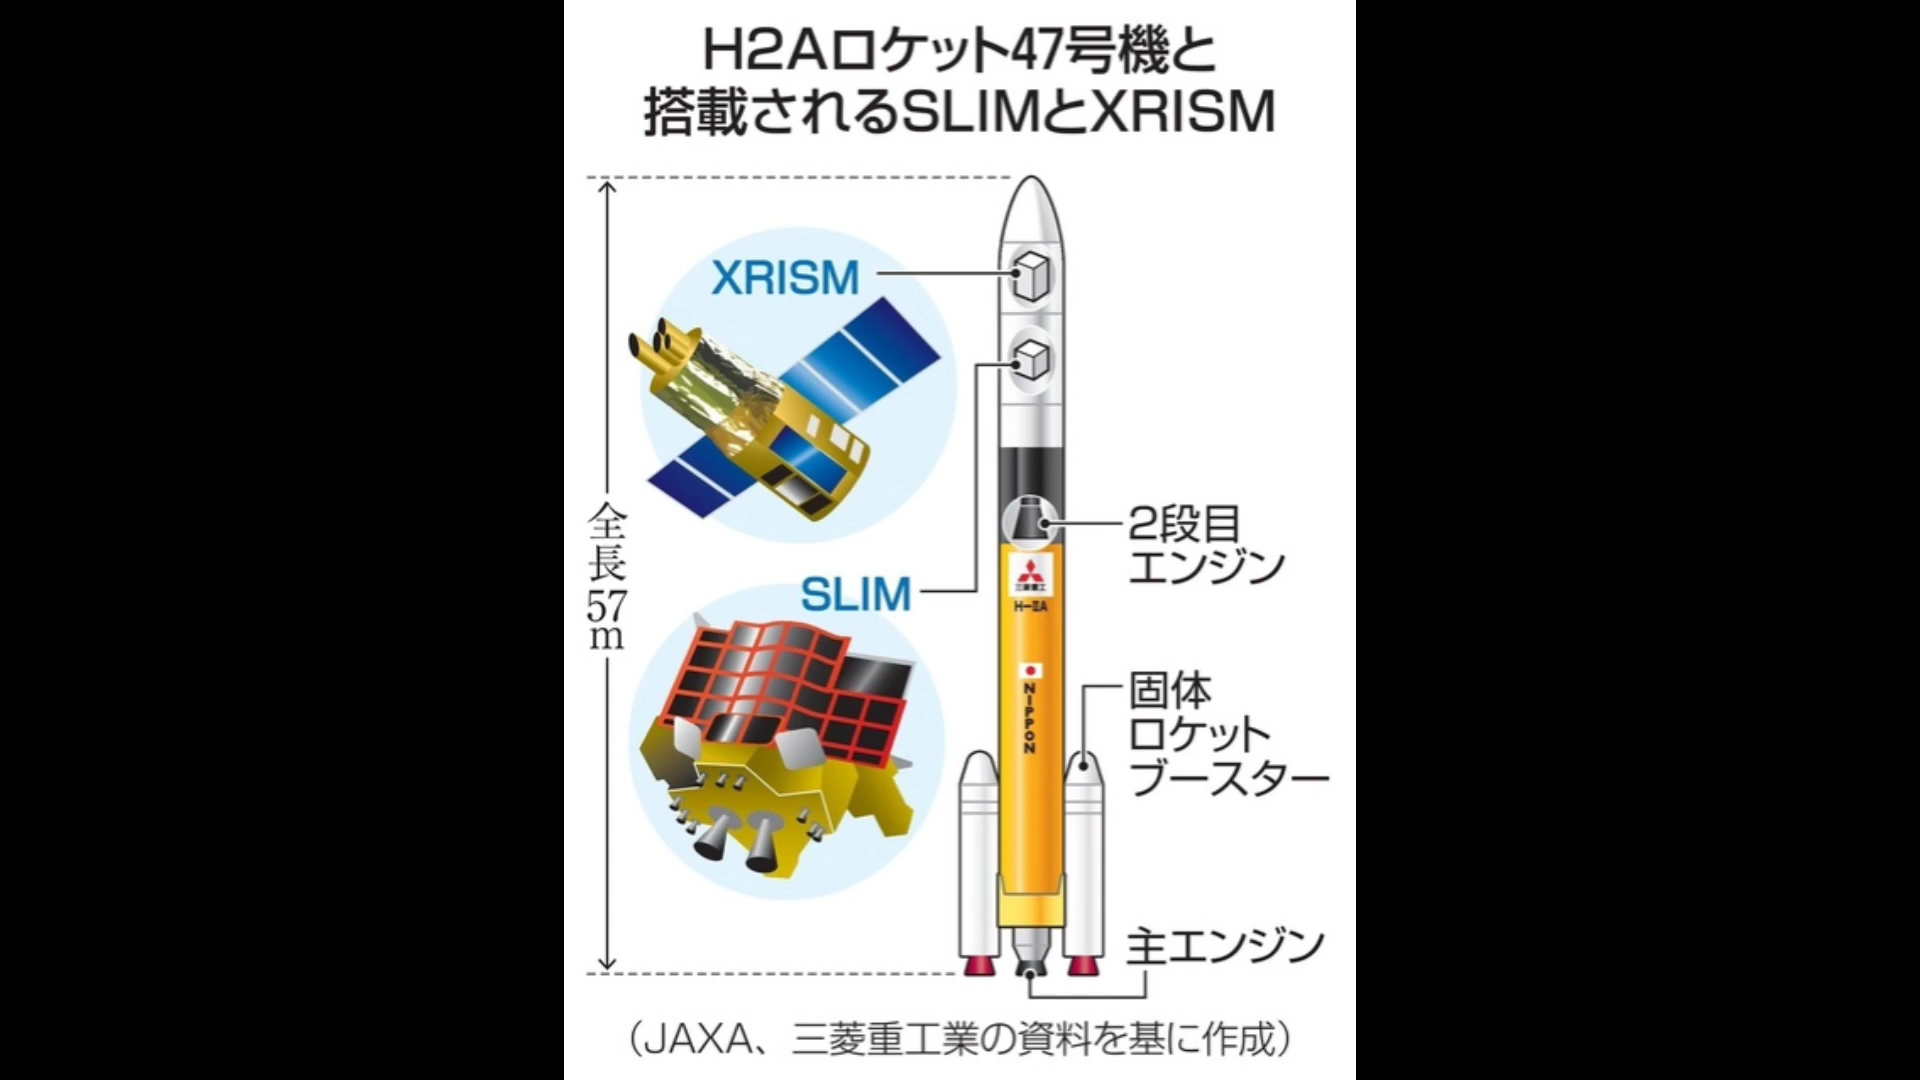 H2Aロケット47号機と
搭載されるSLIMとXRISM
XRISM
SLIM
全長57m
2段目
エンジン
三菱重工
H-ⅡA
NIPPON
固体
ロケット
ブースター
主エンジン
（JAXA、三菱重工業の資料を基に作成）